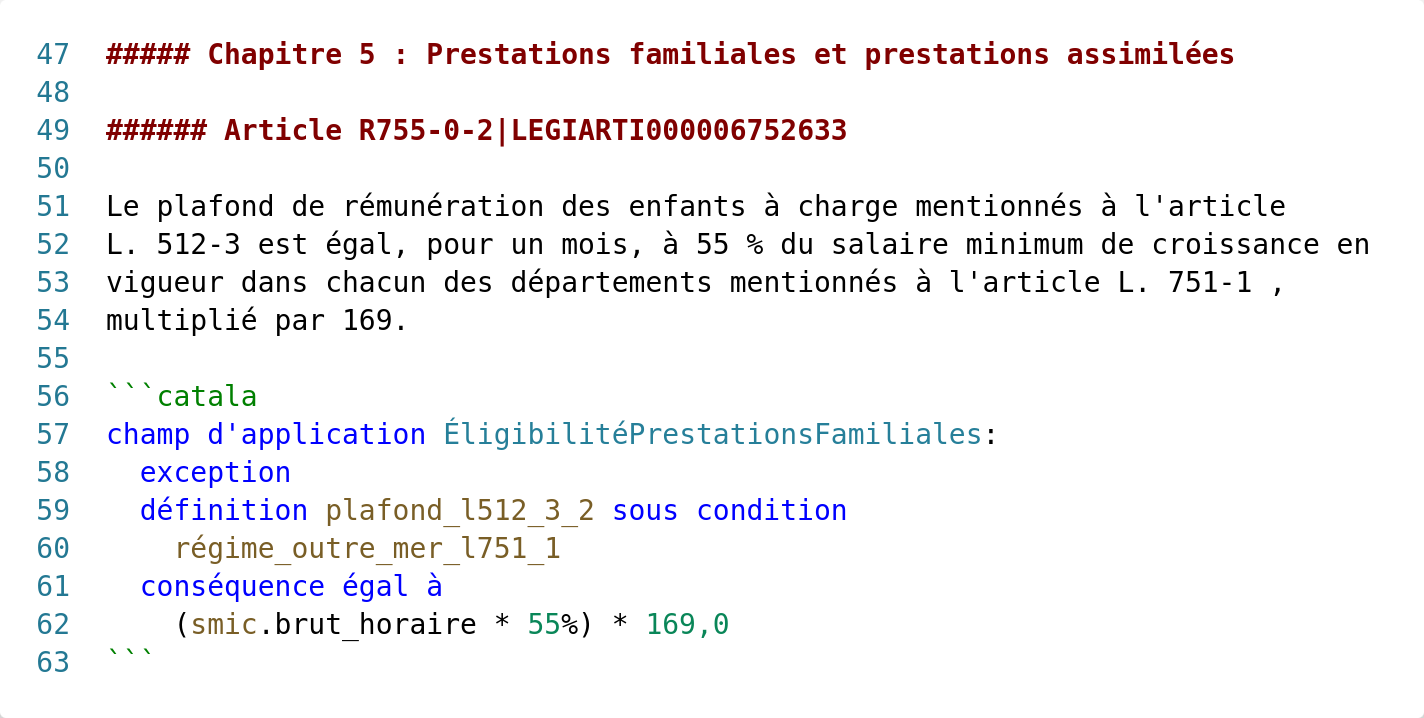 47 ##### Chapitre 5 : Prestations familiales et prestations assimilées
48
49 ###### Article R755-0-2|LEGIARTI000006752633
50
51 Le plafond de rémunération des enfants à charge mentionnés à l'article
52 L. 512-3 est égal, pour un mois, à 55 % du salaire minimum de croissance en
53 vigueur dans chacun des départements mentionnés à l'article L. 751-1 ,
54 multiplié par 169.
55
56 ```catala
57 champ d'application ÉligibilitéPrestationsFamiliales:
58   exception
59   définition plafond_l512_3_2 sous condition
60     régime_outre_mer_l751_1
61   conséquence égal à
62     (smic.brut_horaire * 55%) * 169,0
63 ```